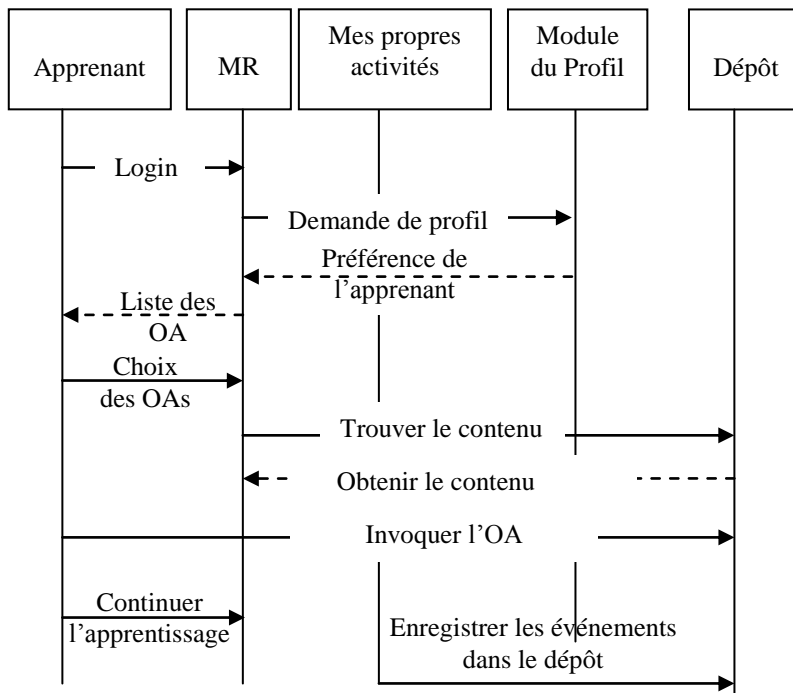 Apprenant
MR
Mes propres
activités
Module
du Profil
Dépôt
Login
Demande de profil
Préférence de
l’apprenant
Liste des
OA
Choix
des OAs
Trouver le contenu
Obtenir le contenu
Invoquer l’OA
Continuer
l’apprentissage
Enregistrer les événements
dans le dépôt